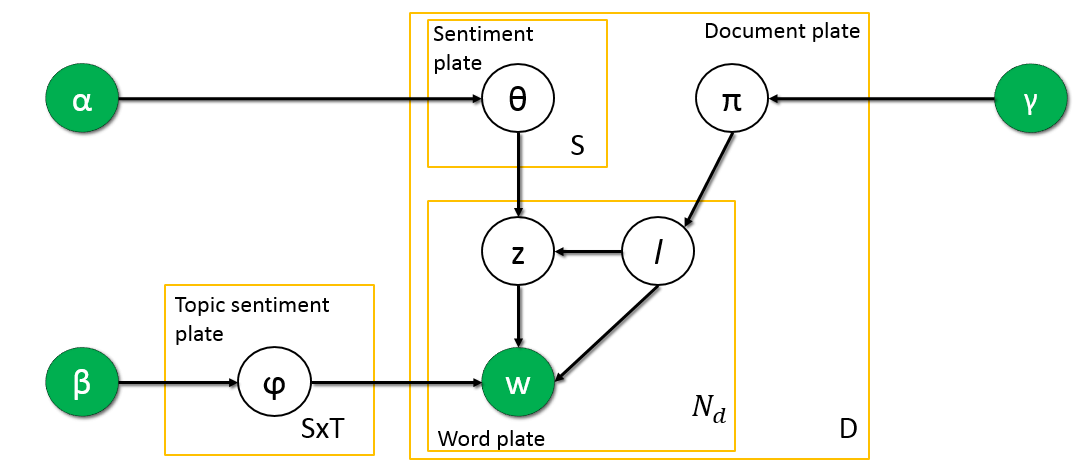 Sentiment
plate
Document plate
α
θ
π
γ
S
z
l
Topic sentiment
plate
β
φ
w
SxT
N_d
D
Word plate